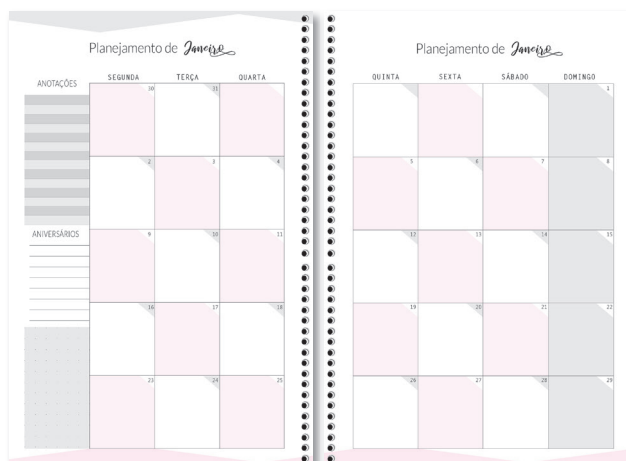 Planejamento de Janeiro
ANOTAÇÕES
SEGUNDA TERÇA QUARTA
30 31
2 3 4
ANIVERSÁRIOS
9 10 11
16 17 18
23 24 25
Planejamento de Janeiro
QUINTA SEXTA SÁBADO DOMINGO
1
5 6 7 8
12 13 14 15
19 20 21 22
26 27 28 29